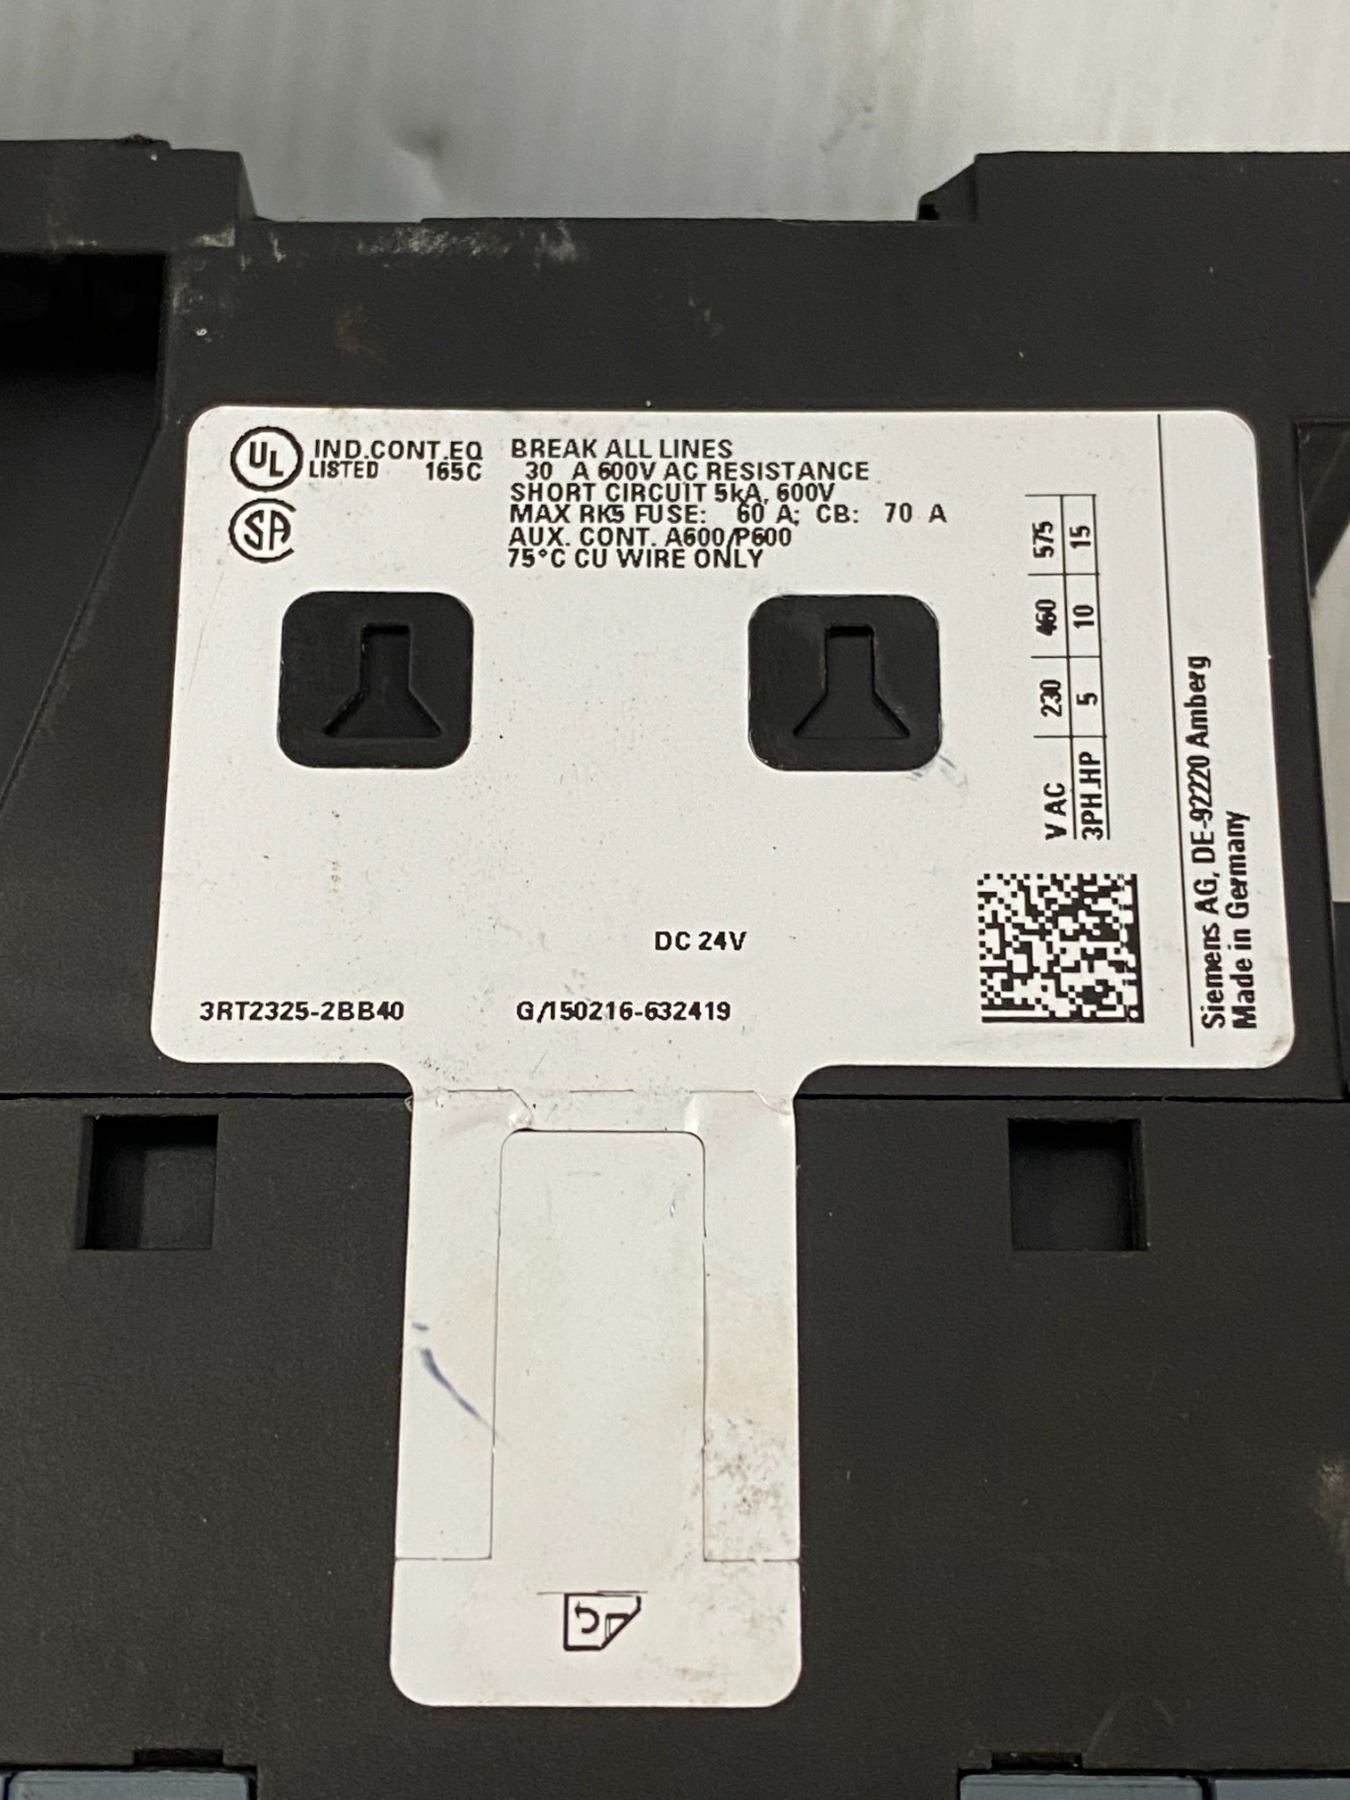 UL IND.CONT.EQ
LISTED 165C
SA
BREAK ALL LINES
30 A 600V AC RESISTANCE
SHORT CIRCUIT 5kA, 600V
MAX RK5 FUSE: 60 A; CB: 70 A
AUX. CONT. A600/P600
75°C CU WIRE ONLY
V AC 230 460 575
3PH.HP 5 10 15
Siemens AG, DE-92220 Amberg
Made in Germany
DC 24V
3RT2325-2BB40 G/150216-632419